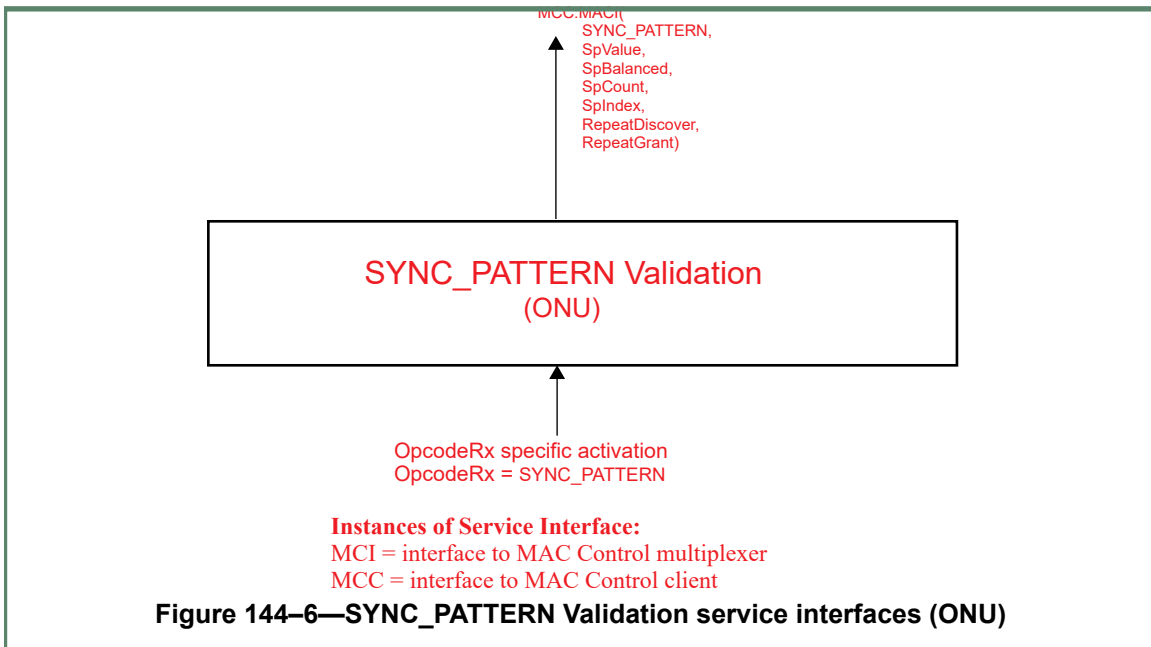 MCC:MACI(
SYNC_PATTERN,
SpValue,
SpBalanced,
SpCount,
SpIndex,
RepeatDiscover,
RepeatGrant)
SYNC_PATTERN Validation
(ONU)
OpcodeRx specific activation
OpcodeRx = SYNC_PATTERN
Instances of Service Interface:
MCI = interface to MAC Control multiplexer
MCC = interface to MAC Control client
Figure 144–6—SYNC_PATTERN Validation service interfaces (ONU)